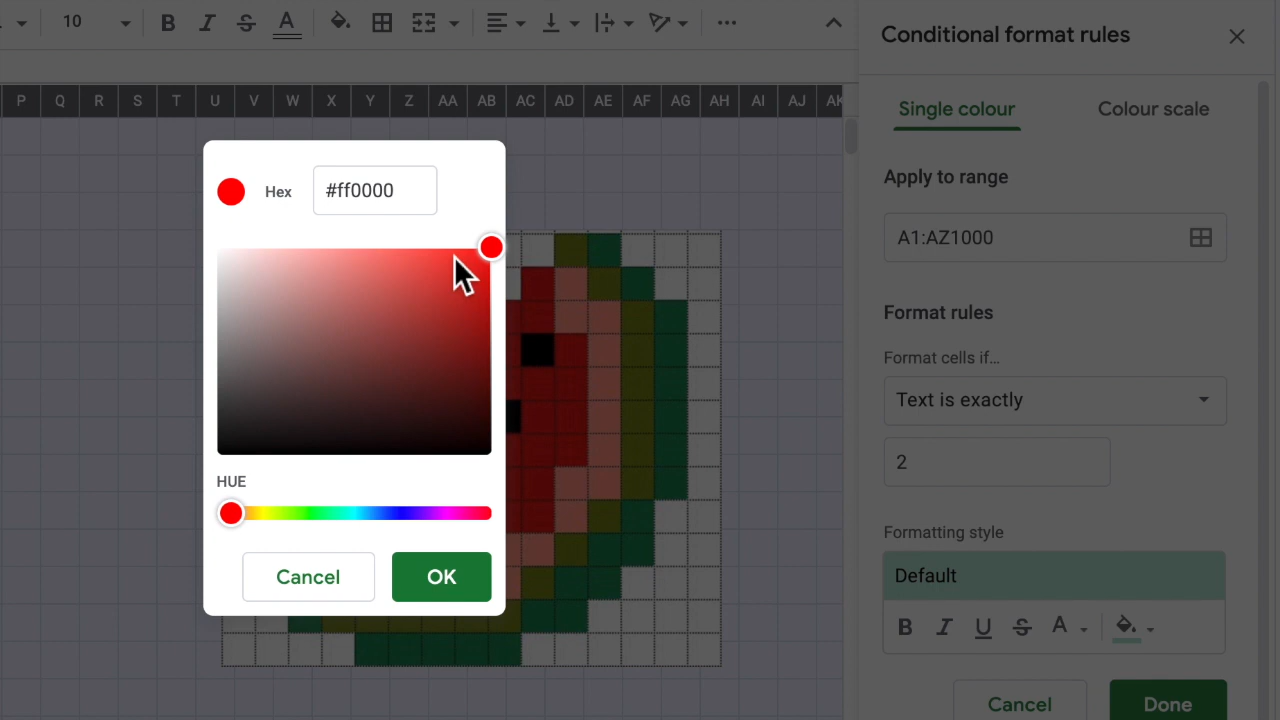 10 B I S A
Conditional format rules
P Q R S T U V W X Y Z AA AB AC AD AE AF AG AH AI AJ AK
Single colour Colour scale
Hex #ff0000
Apply to range
A1:AZ1000
Format rules
Format cells if...
Text is exactly
2
HUE
Formatting style
Default
Cancel OK
B I U S A
Cancel Done